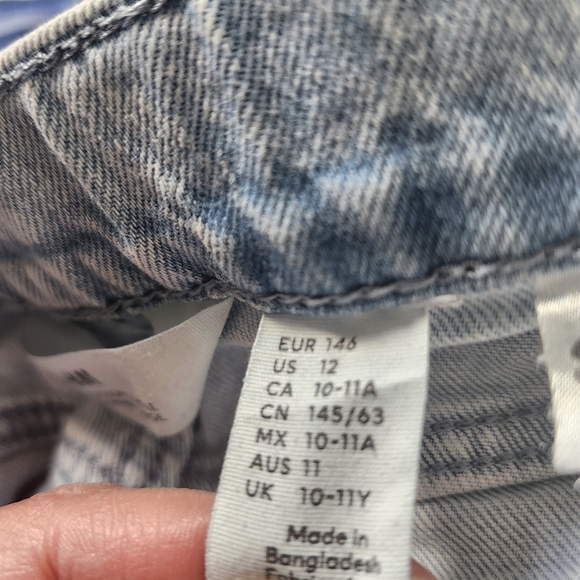 EUR 146
US 12
CA 10-11A
CN 145/63
MX 10-11A
AUS 11
UK 10-11Y
Made in
Bangladesh